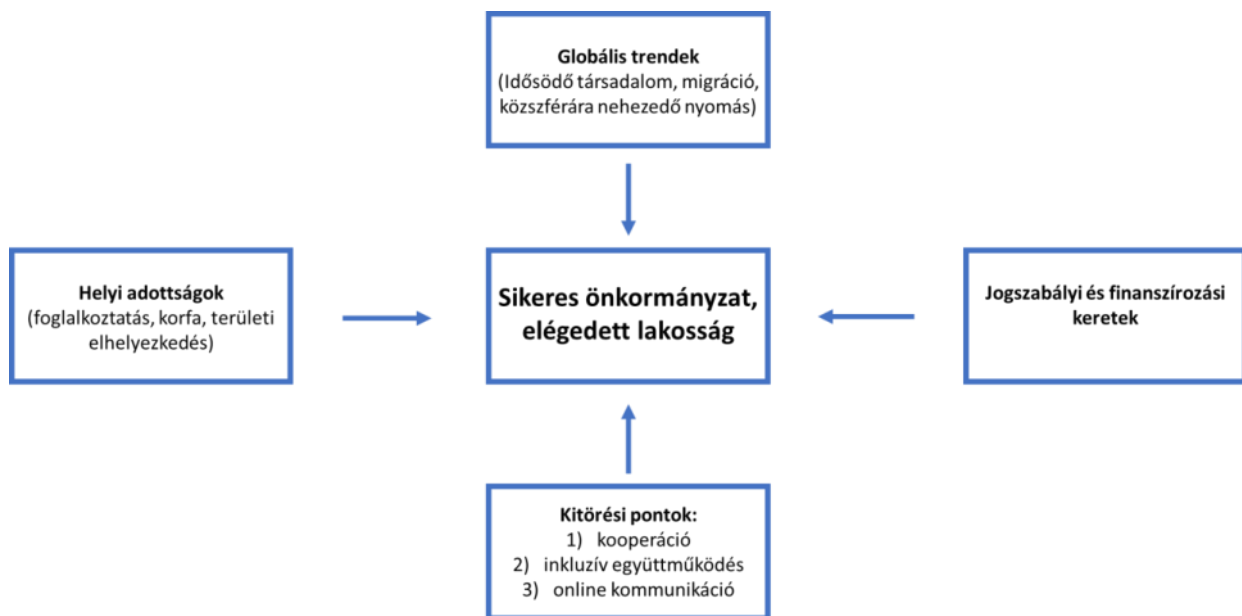 Globális trendek
(Idősödő társadalom, migráció,
közszférára nehezedő nyomás)
Helyi adottságok
(foglalkoztatás, korfa, területi
elhelyezkedés)
Sikeres önkormányzat,
elégedett lakosság
Jogszabályi és finanszírozási
keretek
Kitörési pontok:
1) kooperáció
2) inkluzív együttműködés
3) online kommunikáció